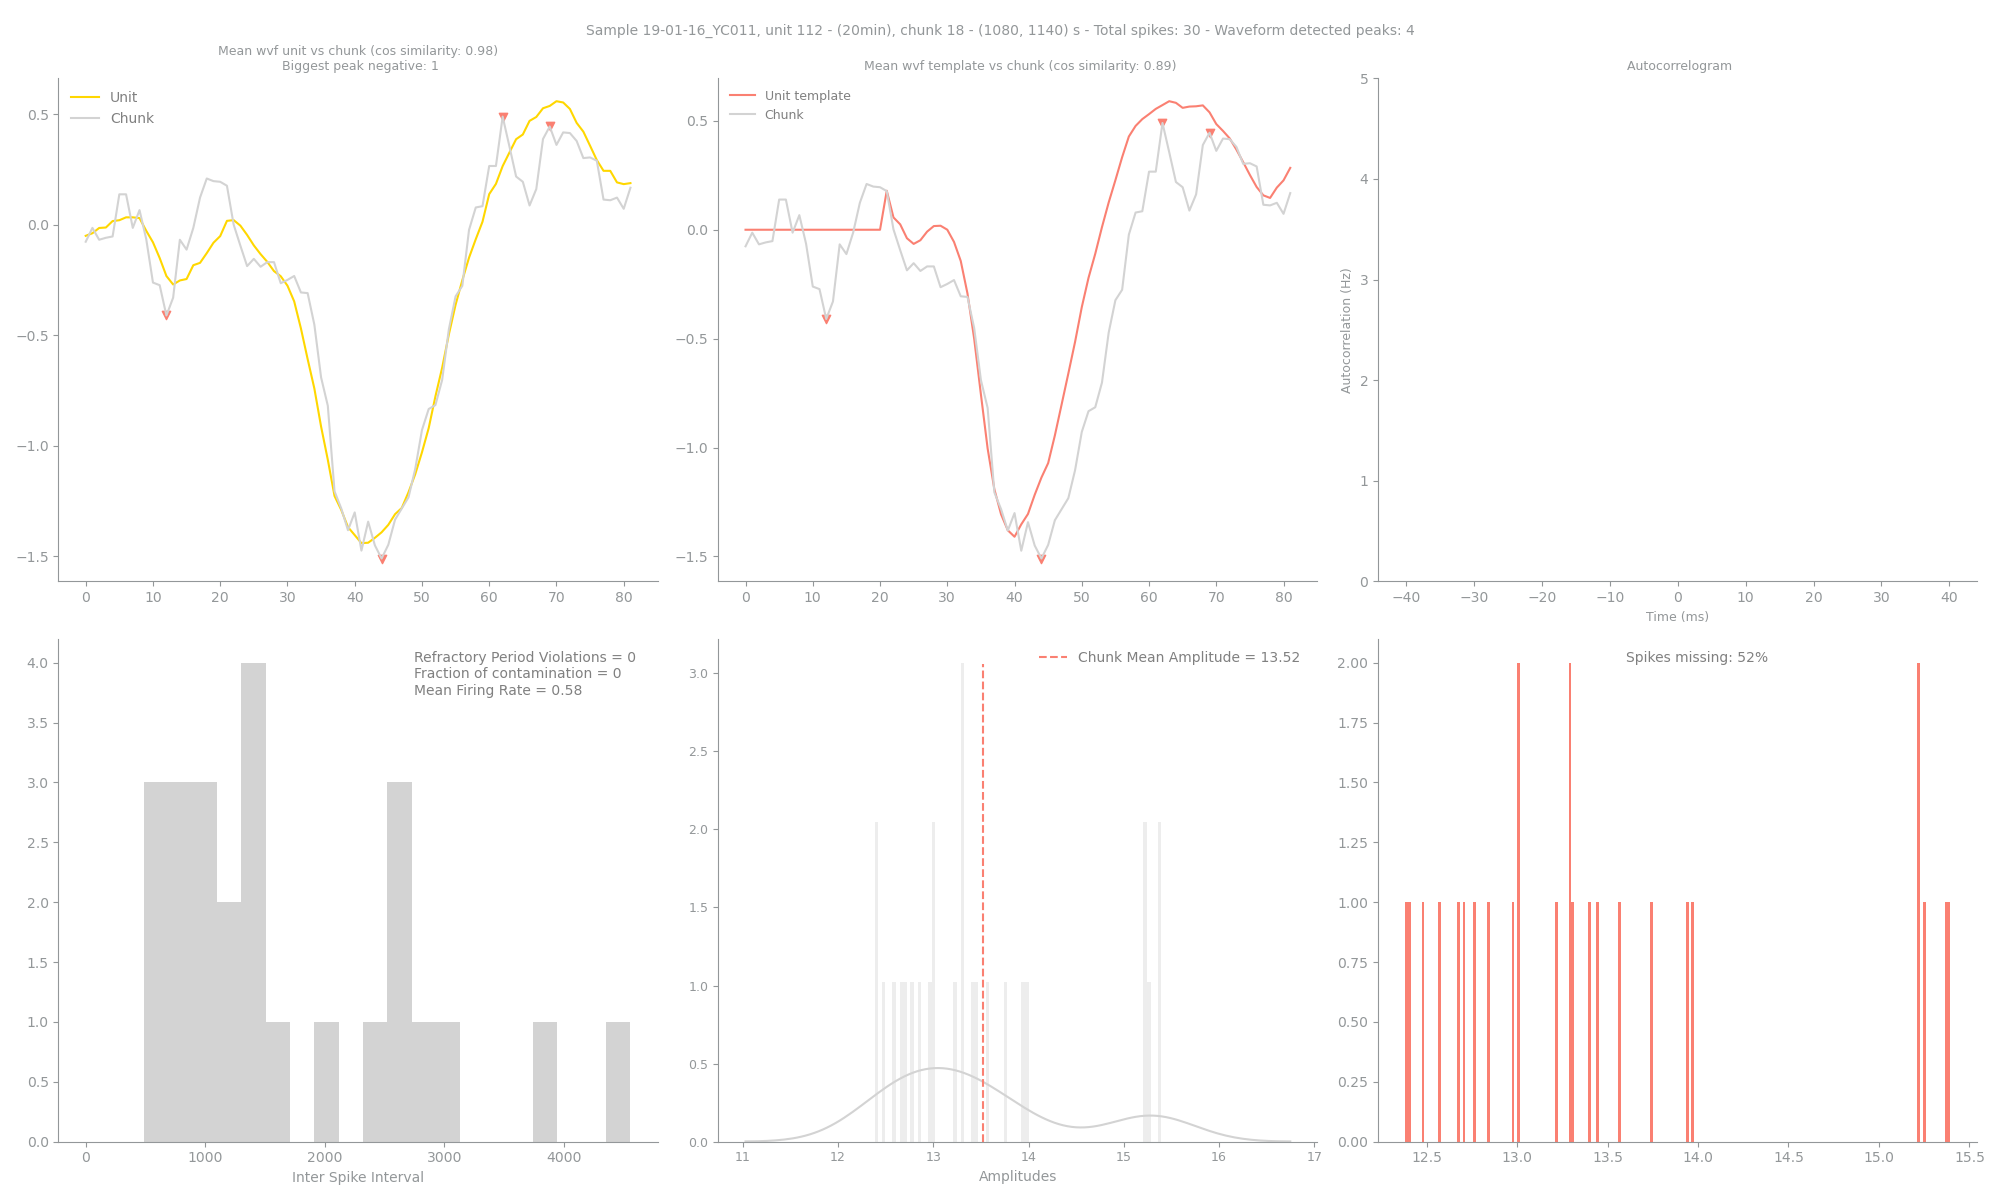 Sample 19-01-16_YC011, unit 112 - (20min), chunk 18 - (1080, 1140) s - Total spikes: 30 - Waveform detected peaks: 4
Mean wvf unit vs chunk (cos similarity: 0.98)
Biggest peak negative: 1
Unit
Chunk
0.5
0.0
−0.5
−1.0
−1.5
0 10 20 30 40 50 60 70 80
Mean wvf template vs chunk (cos similarity: 0.89)
Unit template
Chunk
0.5
0.0
−0.5
−1.0
−1.5
0 10 20 30 40 50 60 70 80
Autocorrelogram
Autocorrelation (Hz)
5
4
3
2
1
0
−40 −30 −20 −10 0 10 20 30 40
Time (ms)
Refractory Period Violations = 0
Fraction of contamination = 0
Mean Firing Rate = 0.58
4.0
3.5
3.0
2.5
2.0
1.5
1.0
0.5
0.0
0 1000 2000 3000 4000
Inter Spike Interval
Chunk Mean Amplitude = 13.52
3.0
2.5
2.0
1.5
1.0
0.5
0.0
11 12 13 14 15 16 17
Amplitudes
Spikes missing: 52%
2.00
1.75
1.50
1.25
1.00
0.75
0.50
0.25
0.00
12.5 13.0 13.5 14.0 14.5 15.0 15.5